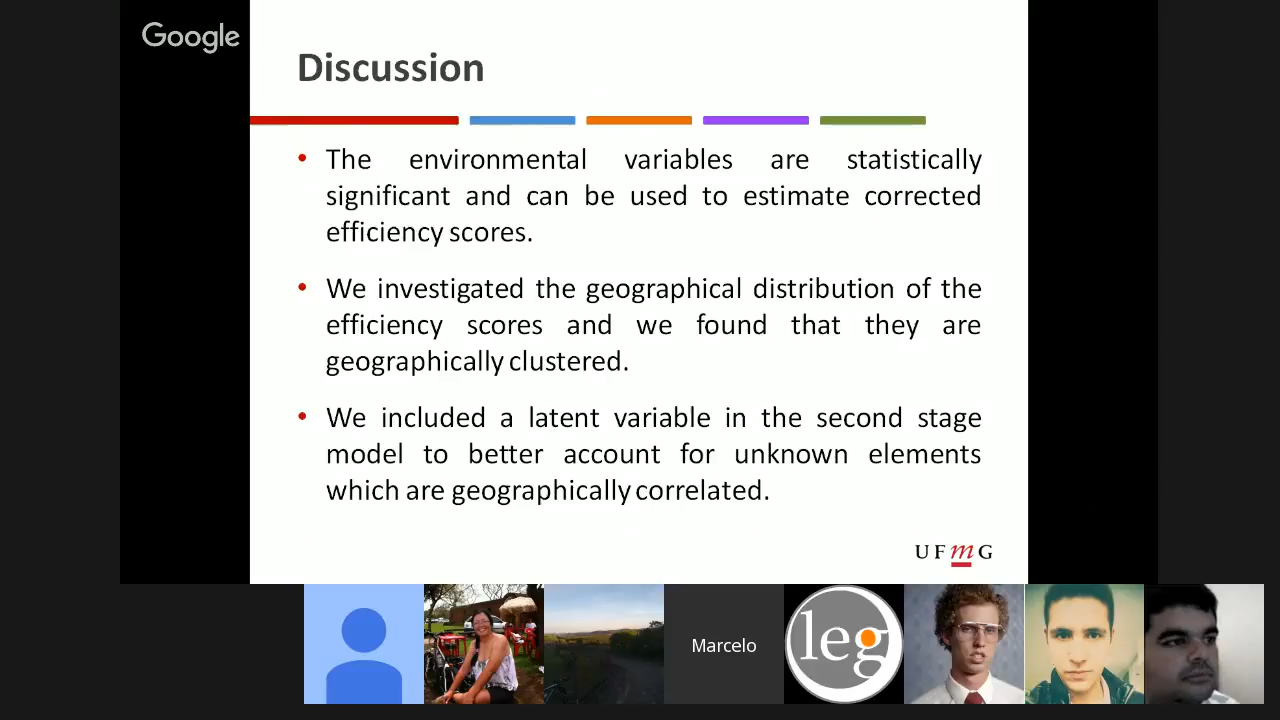 Google
Discussion
• The environmental variables are statistically
significant and can be used to estimate corrected
efficiency scores.
• We investigated the geographical distribution of the
efficiency scores and we found that they are
geographically clustered.
• We included a latent variable in the second stage
model to better account for unknown elements
which are geographically correlated.
UFmG
Marcelo
leg